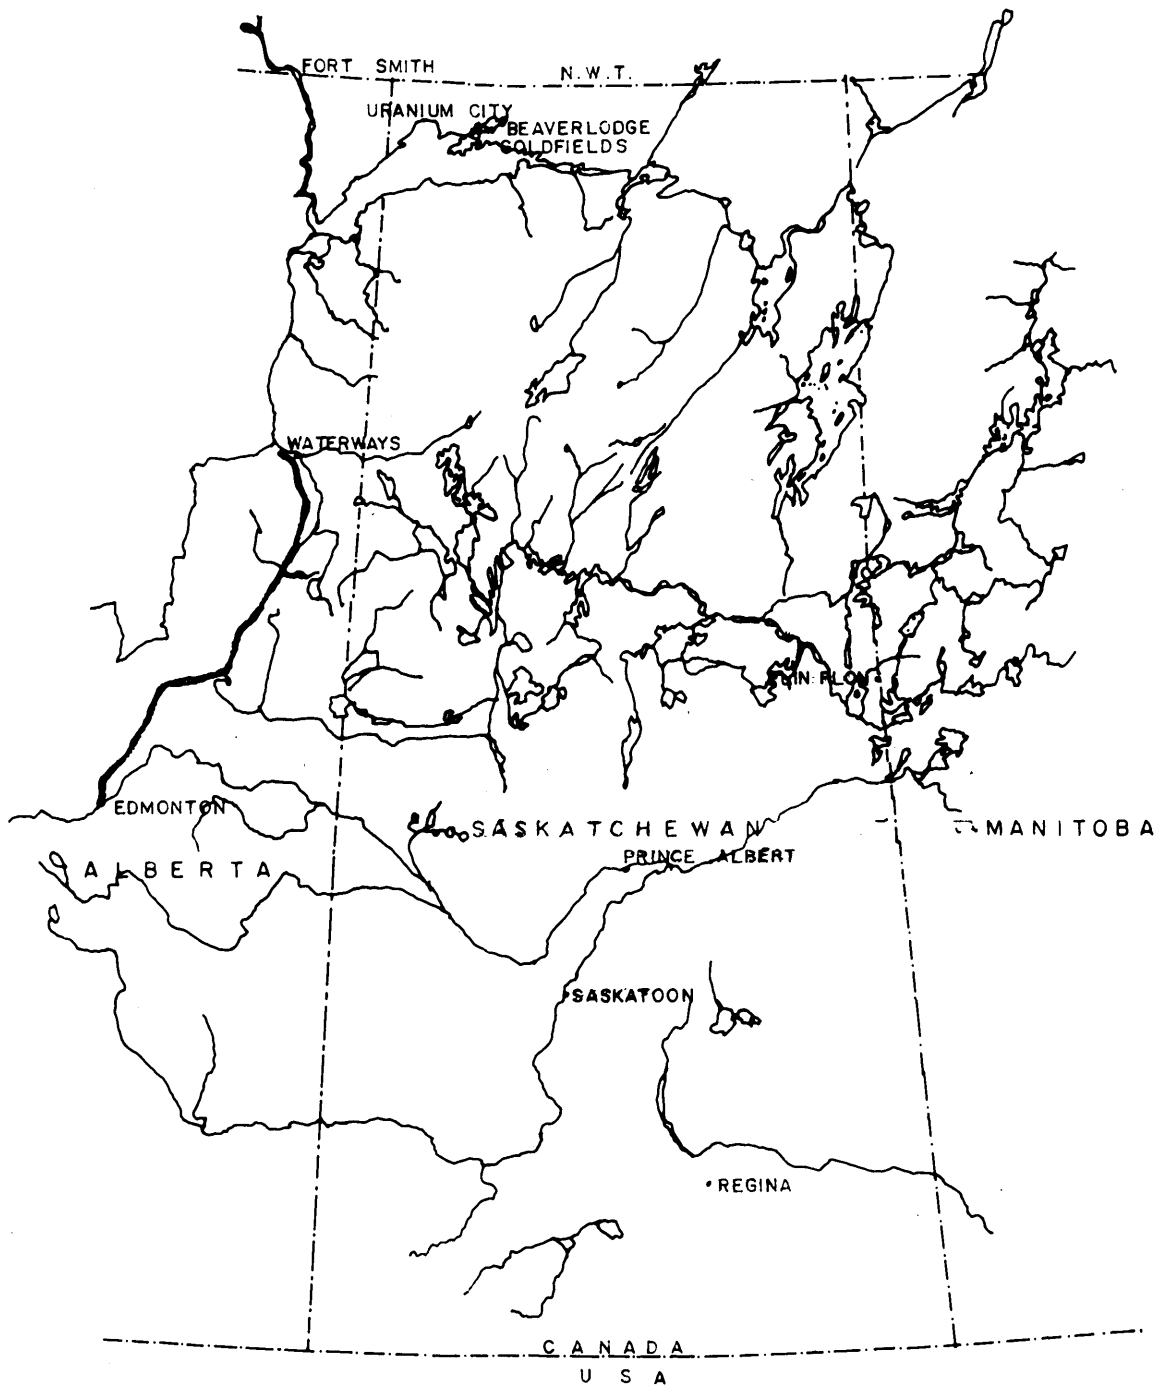 FORT SMITH
N.W.T.
URANIUM CITY
BEAVERLODGE
GOLDFIELDS
WATERWAYS
FLIN FLON
EDMONTON
SASKATCHEWAN
MANITOBA
PRINCE ALBERT
ALBERTA
SASKATOON
REGINA
CANADA
USA